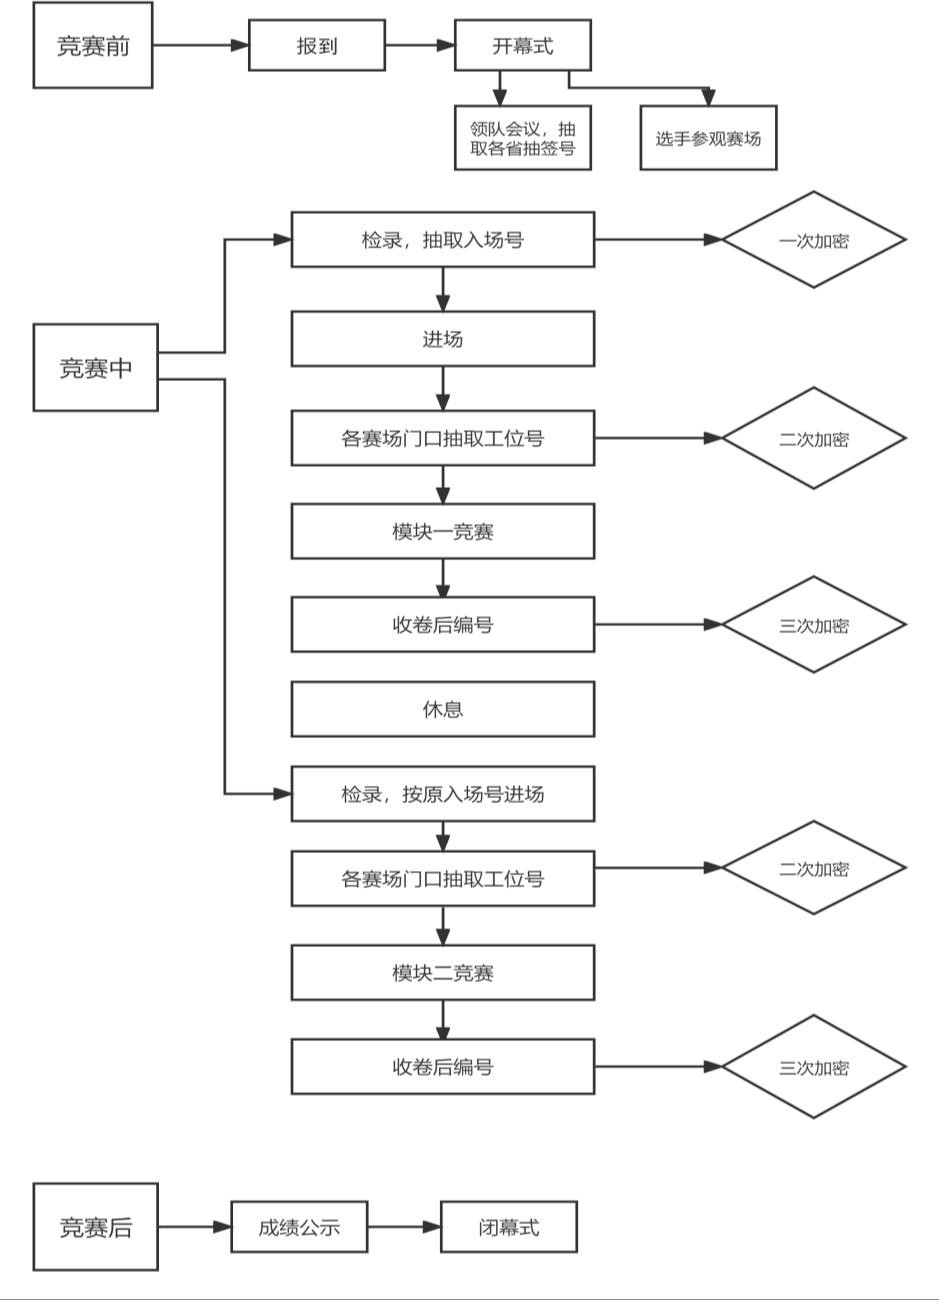 竞赛前
报到
开幕式
领队会议，抽
取各省抽签号
选手参观赛场
检录，抽取入场号
一次加密
进场
竞赛中
各赛场门口抽取工位号
二次加密
模块一竞赛
收卷后编号
三次加密
休息
检录，按原入场号进场
各赛场门口抽取工位号
二次加密
模块二竞赛
收卷后编号
三次加密
竞赛后
成绩公示
闭幕式